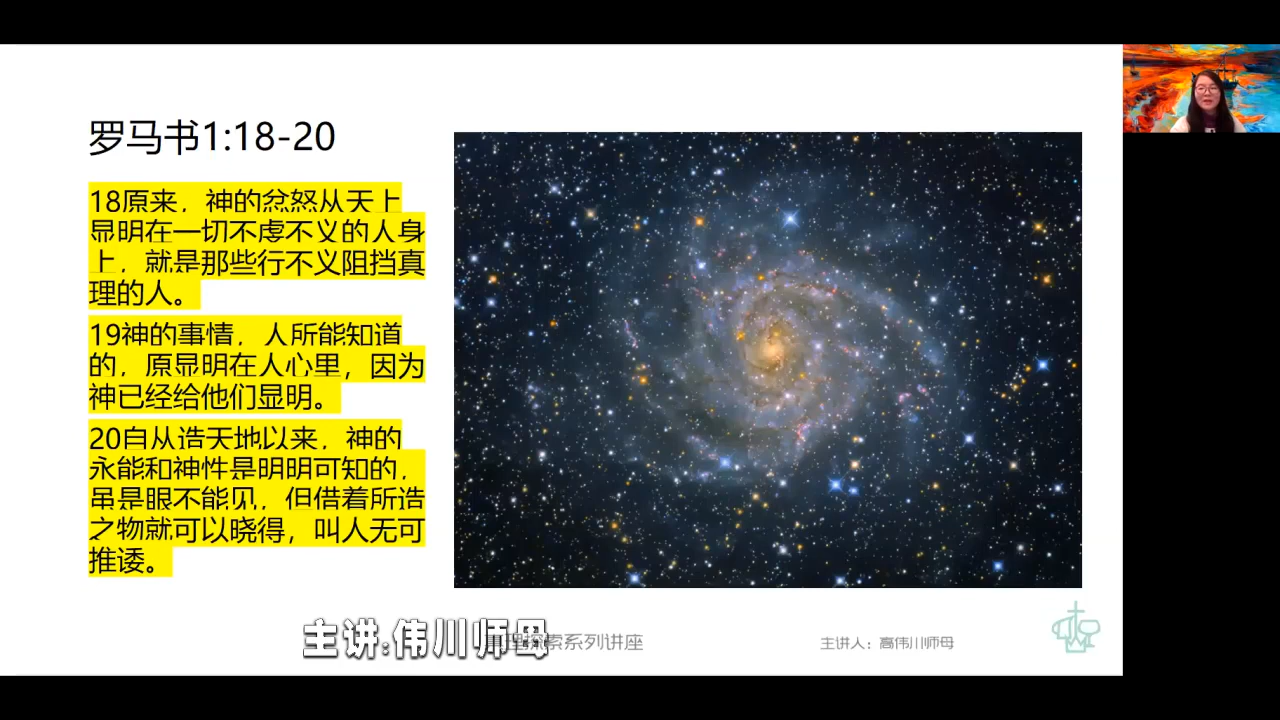 罗马书1:18-20
18原来，神的忿怒从天上
显明在一切不虔不义的人身
上，就是那些行不义阻挡真
理的人。
19神的事情，人所能知道
的，原显明在人心里，因为
神已经给他们显明。
20自从造天地以来，神的
永能和神性是明明可知的，
虽是眼不能见，但借着所造
之物就可以晓得，叫人无可
推诿。
主讲:伟川师母
真理探索系列讲座
主讲人：高伟川师母